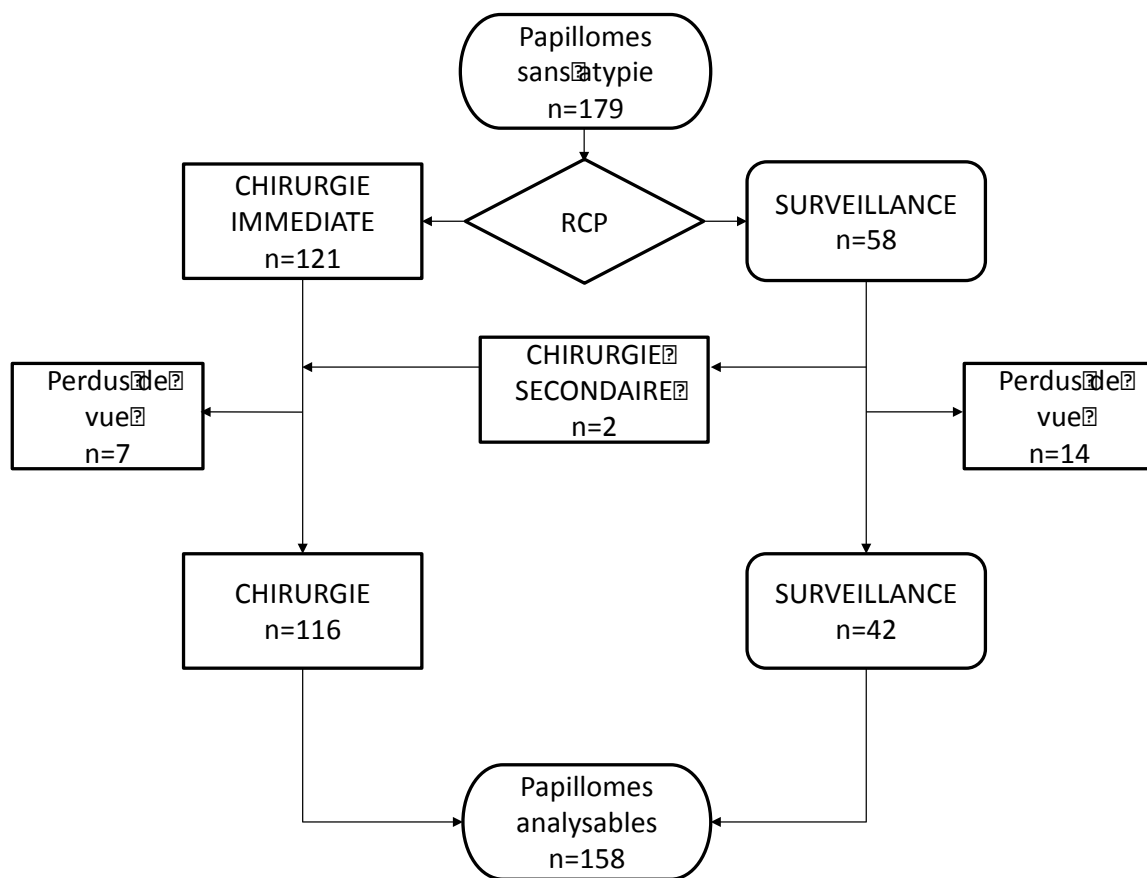 Papillomes
sans atypie
n=179
CHIRURGIE
IMMEDIATE
n=121
RCP
SURVEILLANCE
n=58
Perdus de
vue
n=7
CHIRURGIE
SECONDAIRE
n=2
Perdus de
vue
n=14
CHIRURGIE
n=116
SURVEILLANCE
n=42
Papillomes
analysables
n=158